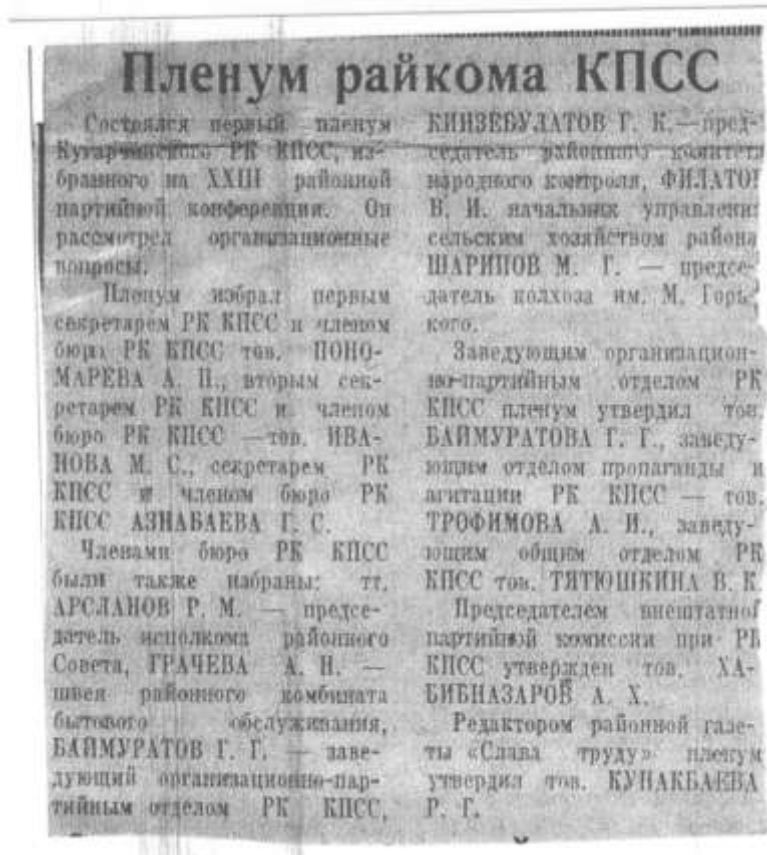 Пленум райкома КПСС
Состоялся первый пленум
Кугарчинского РК КПСС, из-
бранного на XXIII районной
партийной конференции. Он
рассмотрел организационные
вопросы.
Пленум избрал первым
секретарем РК КПСС и членом
бюро РК КПСС тов. ПОНО-
МАРЕВА А. П., вторым сек-
ретарем РК КПСС и членом
бюро РК КПСС —тов. ИВА-
НОВА М. С., секретарем РК
КПСС и членом бюро РК
КПСС АЗНАБАЕВА Г. С.
Членами бюро РК КПСС
были также избраны: тт.
АРСЛАНОВ Р. М. — предсе-
датель исполкома районного
Совета, ГРАЧЕВА А. Н. —
швея районного комбината
бытового обслуживания,
БАЙМУРАТОВ Г. Г. — заве-
дующий организационно-пар-
тийным отделом РК КПСС,
КИНЗЕБУЛАТОВ Г. К.—пред-
седатель районного комитета
народного контроля, ФИЛАТОВ
В. И. начальник управления
сельским хозяйством района
ШАРИПОВ М. Г. — предсе-
датель колхоза им. М. Горь-
кого.
Заведующим организацион-
но-партийным отделом РК
КПСС пленум утвердил тов.
БАЙМУРАТОВА Г. Г., заведу-
ющим отделом пропаганды и
агитации РК КПСС — тов.
ТРОФИМОВА А. И., заведу-
ющим общим отделом РК
КПСС тов. ТЯТЮШКИНА В. К.
Председателем внештатной
партийной комиссии при РК
КПСС утвержден тов. ХА-
БИБНАЗАРОВ А. Х.
Редактором районной газе-
ты «Слава труду» пленум
утвердил тов. КУНАКБАЕВА
Р. Г.